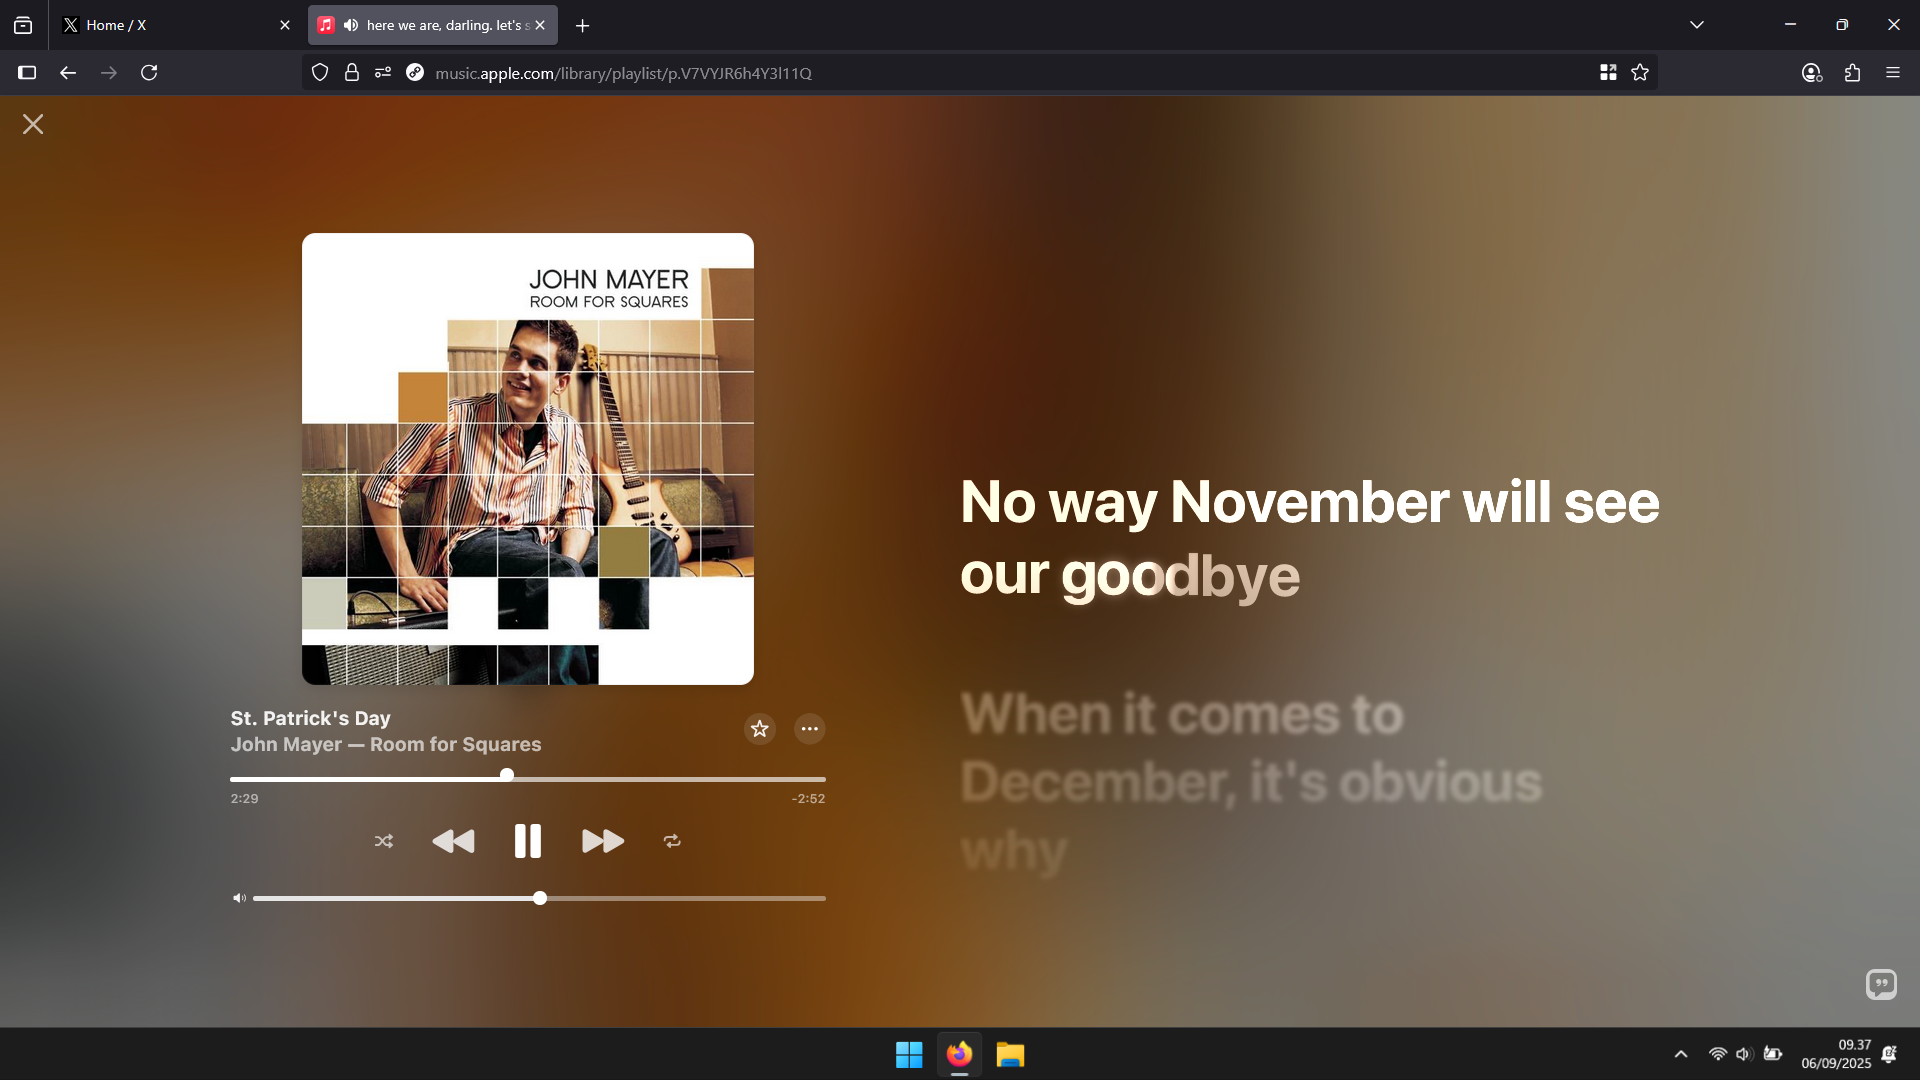 Home / X
here we are, darling. let's s
music.apple.com/library/playlist/p.V7VYJR6h4Y3l11Q
JOHN MAYER
ROOM FOR SQUARES
No way November will see
our goodbye
When it comes to
December, it's obvious
why
St. Patrick's Day
John Mayer — Room for Squares
2:29
-2:52
09.37
06/09/2025